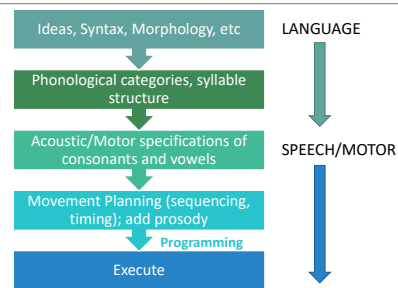 Ideas, Syntax, Morphology, etc
LANGUAGE
Phonological categories, syllable
structure
Acoustic/Motor specifications of
consonants and vowels
SPEECH/MOTOR
Movement Planning (sequencing,
timing); add prosody
Programming
Execute